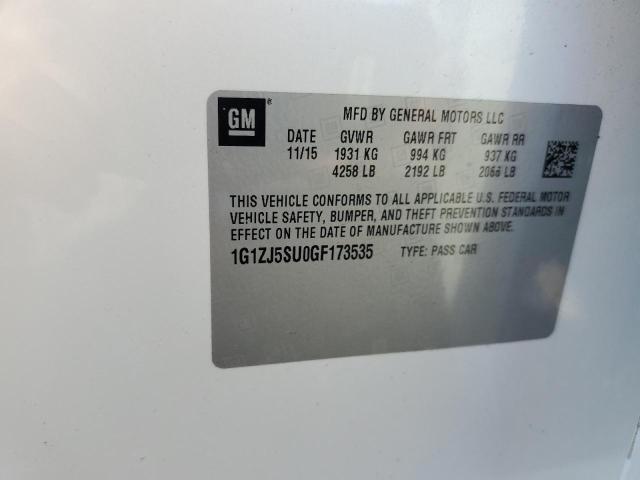 GM
MFD BY GENERAL MOTORS LLC
DATE GVWR GAWR FRT GAWR RR
11/15 1931 KG 994 KG 937 KG
4258 LB 2192 LB 2066 LB
THIS VEHICLE CONFORMS TO ALL APPLICABLE U.S. FEDERAL MOTOR
VEHICLE SAFETY, BUMPER, AND THEFT PREVENTION STANDARDS IN
EFFECT ON THE DATE OF MANUFACTURE SHOWN ABOVE.
1G1ZJ5SU0GF173535 TYPE: PASS CAR